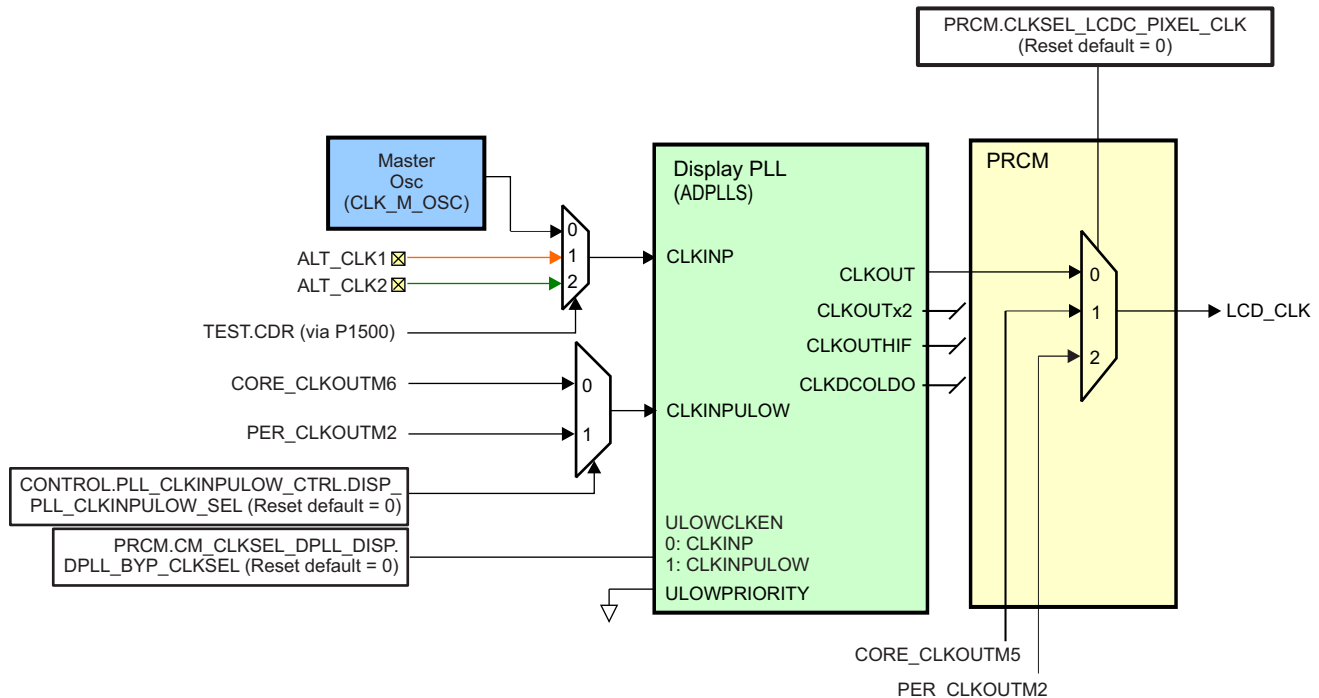 PRCM.CLKSEL_LCDC_PIXEL_CLK
(Reset default = 0)
Master
Osc
(CLK_M_OSC)
0
1
2
ALT_CLK1
ALT_CLK2
TEST.CDR (via P1500)
CORE_CLKOUTM6
PER_CLKOUTM2
0
1
CONTROL.PLL_CLKINPULOW_CTRL.DISP_
PLL_CLKINPULOW_SEL (Reset default = 0)
PRCM.CM_CLKSEL_DPLL_DISP.
DPLL_BYP_CLKSEL (Reset default = 0)
Display PLL
(ADPLLS)
CLKINP
CLKOUT
CLKOUTx2
CLKOUTHIF
CLKDCOLDO
CLKINPULOW
ULOWCLKEN
0: CLKINP
1: CLKINPULOW
ULOWPRIORITY
PRCM
0
1
2
LCD_CLK
CORE_CLKOUTM5
PER_CLKOUTM2